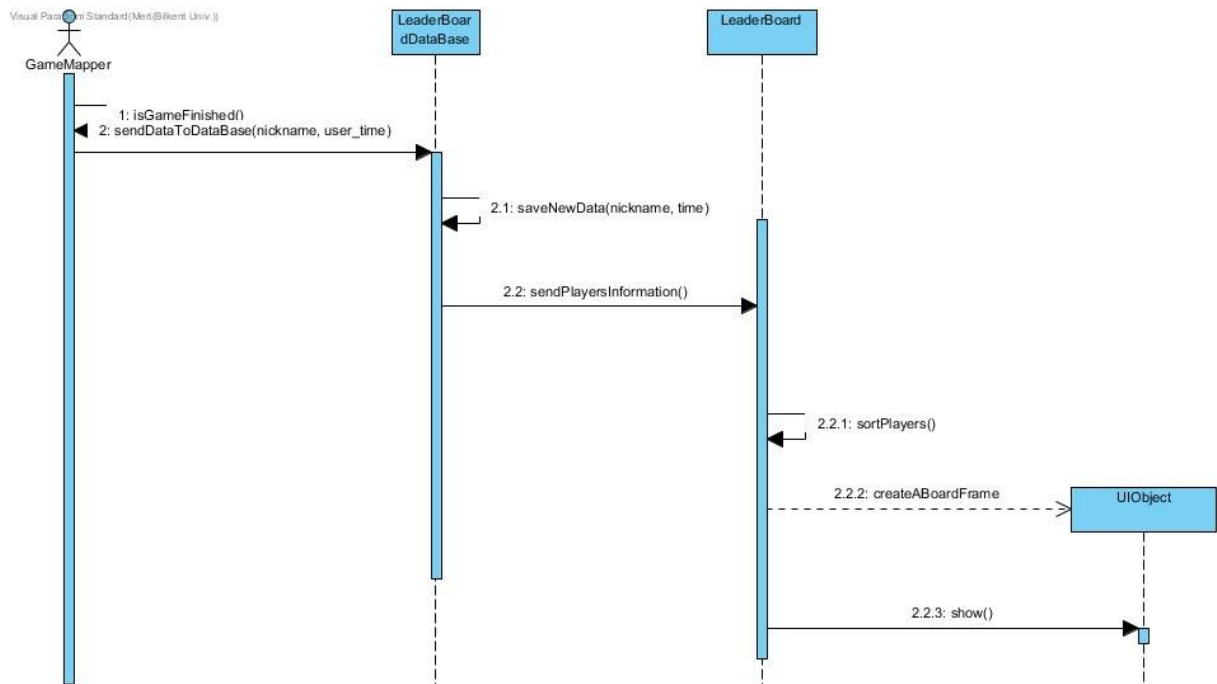 Visual Paradigm Standard(Mert(Bilkent Univ.))
GameMapper
LeaderBoar
dDataBase
LeaderBoard
1: isGameFinished()
2: sendDataToDataBase(nickname, user_time)
2.1: saveNewData(nickname, time)
2.2: sendPlayersInformation()
2.2.1: sortPlayers()
2.2.2: createABoardFrame
UIObject
2.2.3: show()